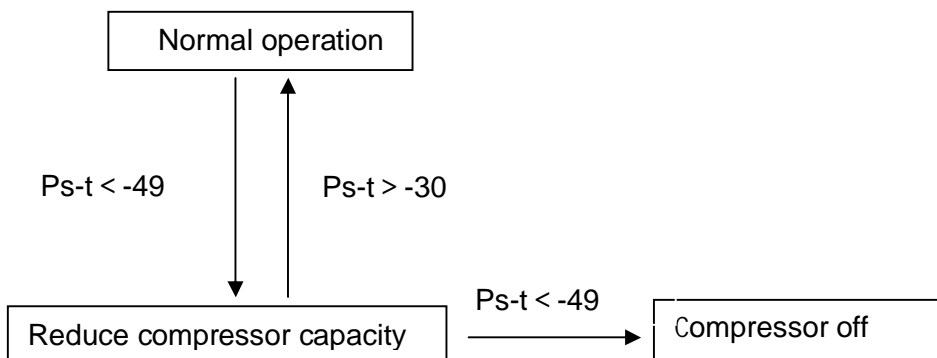 Normal operation
Ps-t < -49
Ps-t > -30
Ps-t < -49
Reduce compressor capacity
Compressor off